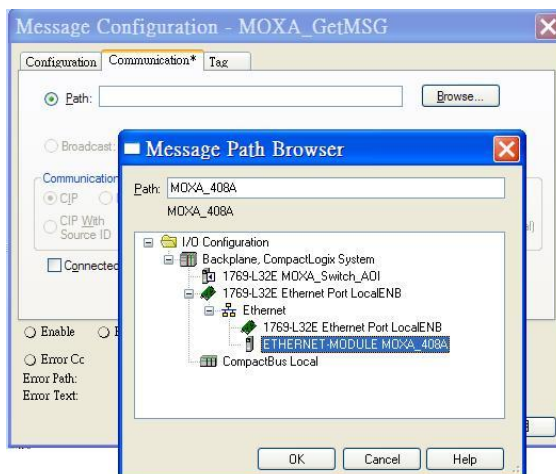 Message Configuration - MOXA_GetMSG
Configuration
Communication*
Tag
Path:
Browse...
Broadcast:
Message Path Browser
Path: MOXA_408A
MOXA_408A
I/O Configuration
Backplane, CompactLogix System
1769-L32E MOXA_Switch_AOI
1769-L32E Ethernet Port LocalENB
Ethernet
1769-L32E Ethernet Port LocalENB
ETHERNET-MODULE MOXA_408A
CompactBus Local
OK
Cancel
Help
Communication
CIP
CIP With
Source ID
Connected
Enable
Error Co
Error Path:
Error Text: